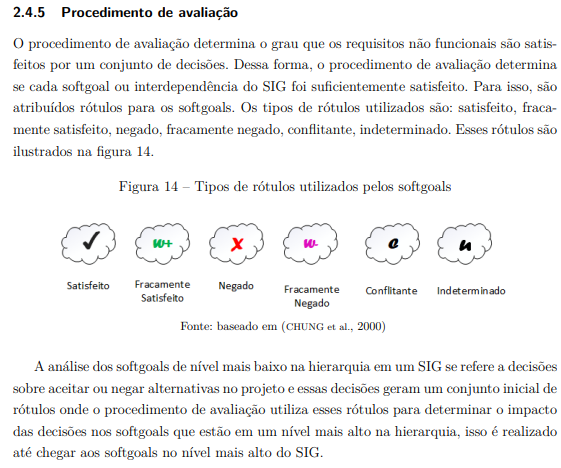 2.4.5 Procedimento de avaliação
O procedimento de avaliação determina o grau que os requisitos não funcionais são satis-
feitos por um conjunto de decisões. Dessa forma, o procedimento de avaliação determina
se cada softgoal ou interdependência do SIG foi suficientemente satisfeito. Para isso, são
atribuídos rótulos para os softgoals. Os tipos de rótulos utilizados são: satisfeito, fraca-
mente satisfeito, negado, fracamente negado, conflitante, indeterminado. Esses rótulos são
ilustrados na figura 14.
Figura 14 – Tipos de rótulos utilizados pelos softgoals
✓ w+ x w- c u
Satisfeito Fracamente Negado Fracamente Conflitante Indeterminado
Satisfeito Negado
Fonte: baseado em (CHUNG et al., 2000)
A análise dos softgoals de nível mais baixo na hierarquia em um SIG se refere a decisões
sobre aceitar ou negar alternativas no projeto e essas decisões geram um conjunto inicial de
rótulos onde o procedimento de avaliação utiliza esses rótulos para determinar o impacto
das decisões nos softgoals que estão em um nível mais alto na hierarquia, isso é realizado
até chegar aos softgoals no nível mais alto do SIG.